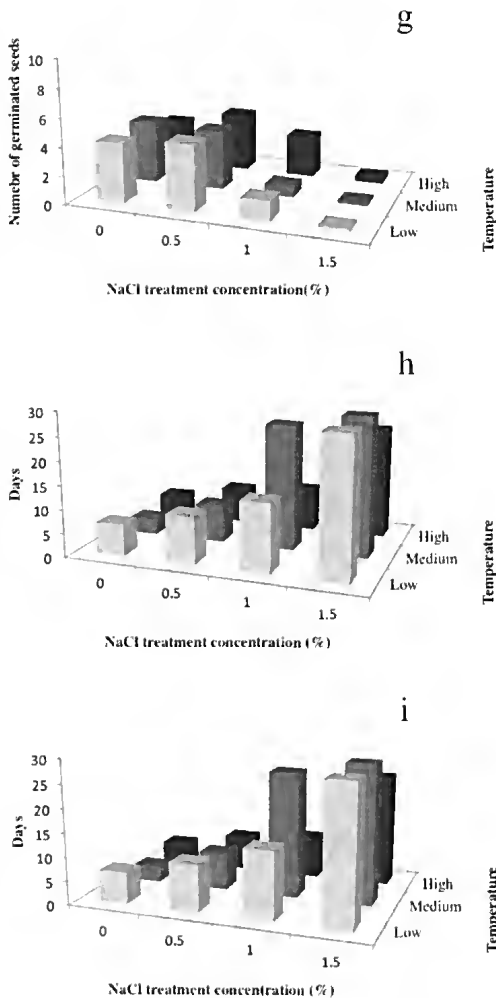 g
10
8
6
4
2
0
Numebr of germinated seeds
0
0.5
1
1.5
High
Medium
Low
Temperature
NaCl treatment concentration(%)
h
30
25
20
15
10
5
0
Days
0
0.5
1
1.5
High
Medium
Low
Temperature
NaCl treatment concentration (%)
i
30
25
20
15
10
5
0
Days
0
0.5
1
1.5
High
Medium
Low
Temperature
NaCl treatment concentration (%)